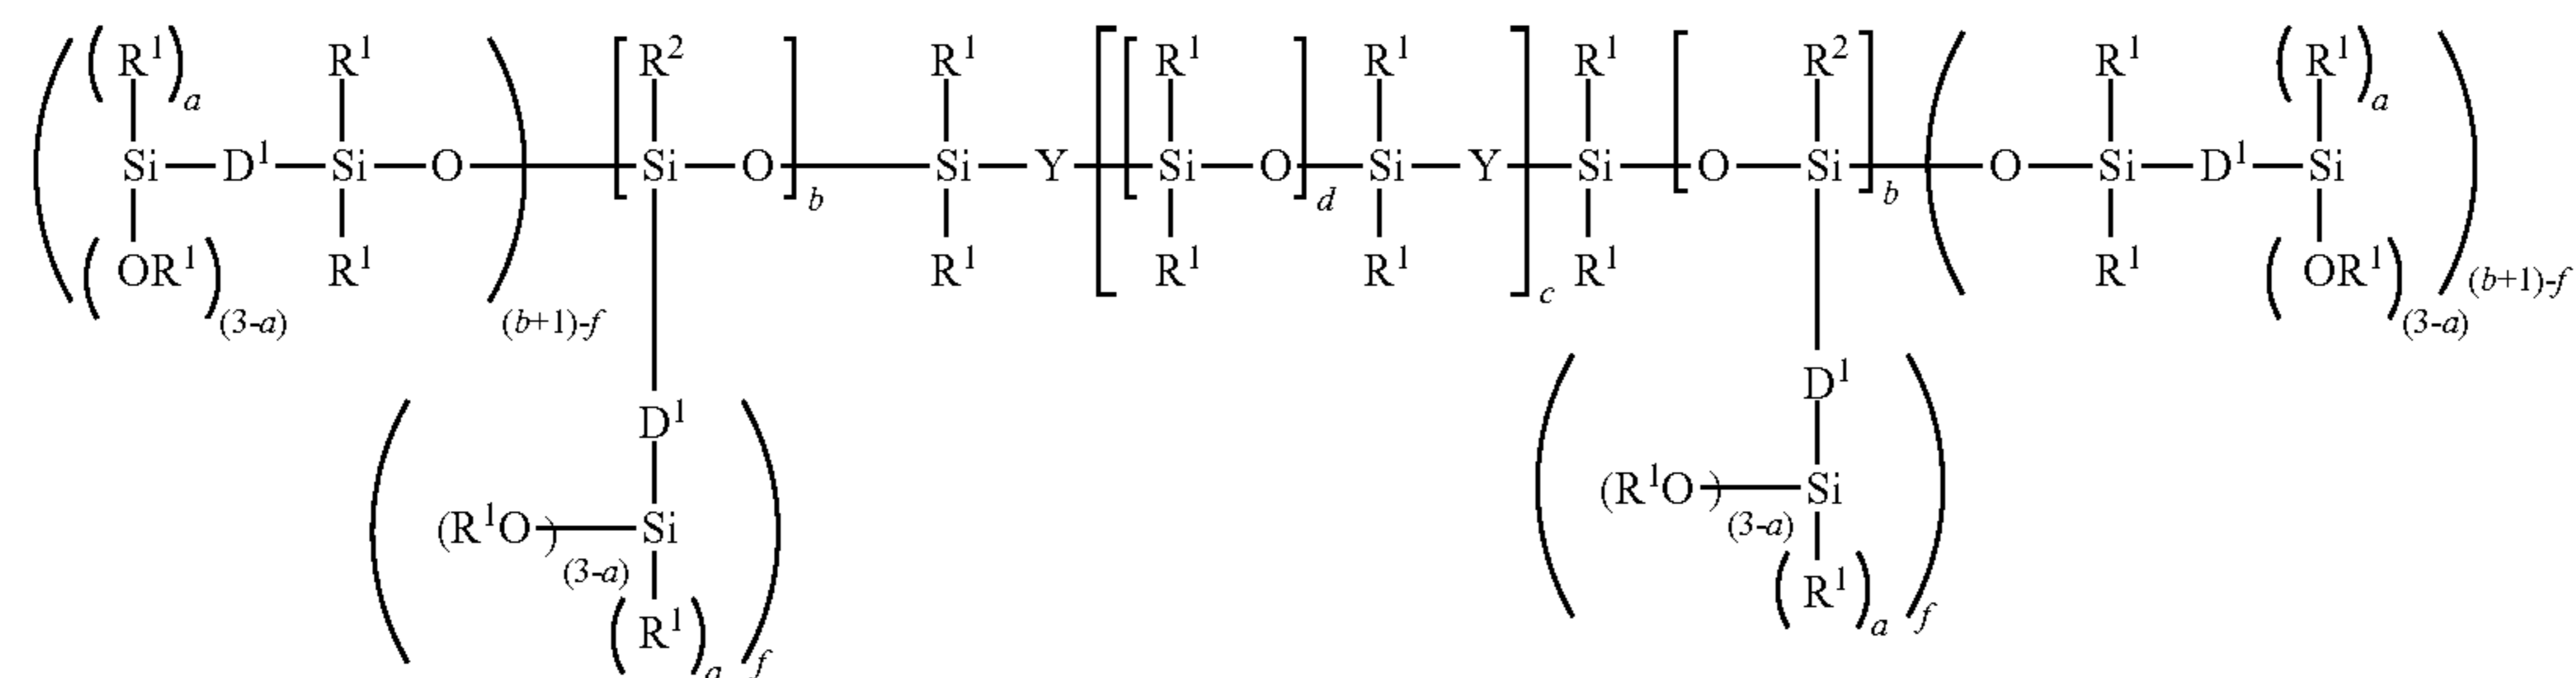 (R¹)a R¹ [R² R¹ [[R¹ R¹ R¹ [R² R¹ (R¹)a
(Si—D¹—Si—O)—[Si—O]b—Si—Y—[[Si—O]d—Si—Y]c—Si—[O—Si]b—(O—Si—D¹—Si)
(OR¹)(3-a) R¹ (b+1)-f R¹ R¹ R¹ R¹ R¹ (OR¹)(3-a) (b+1)-f
D¹ D¹
(R¹O)(3-a)—Si (R¹O)(3-a)—Si
(R¹)a f (R¹)a f